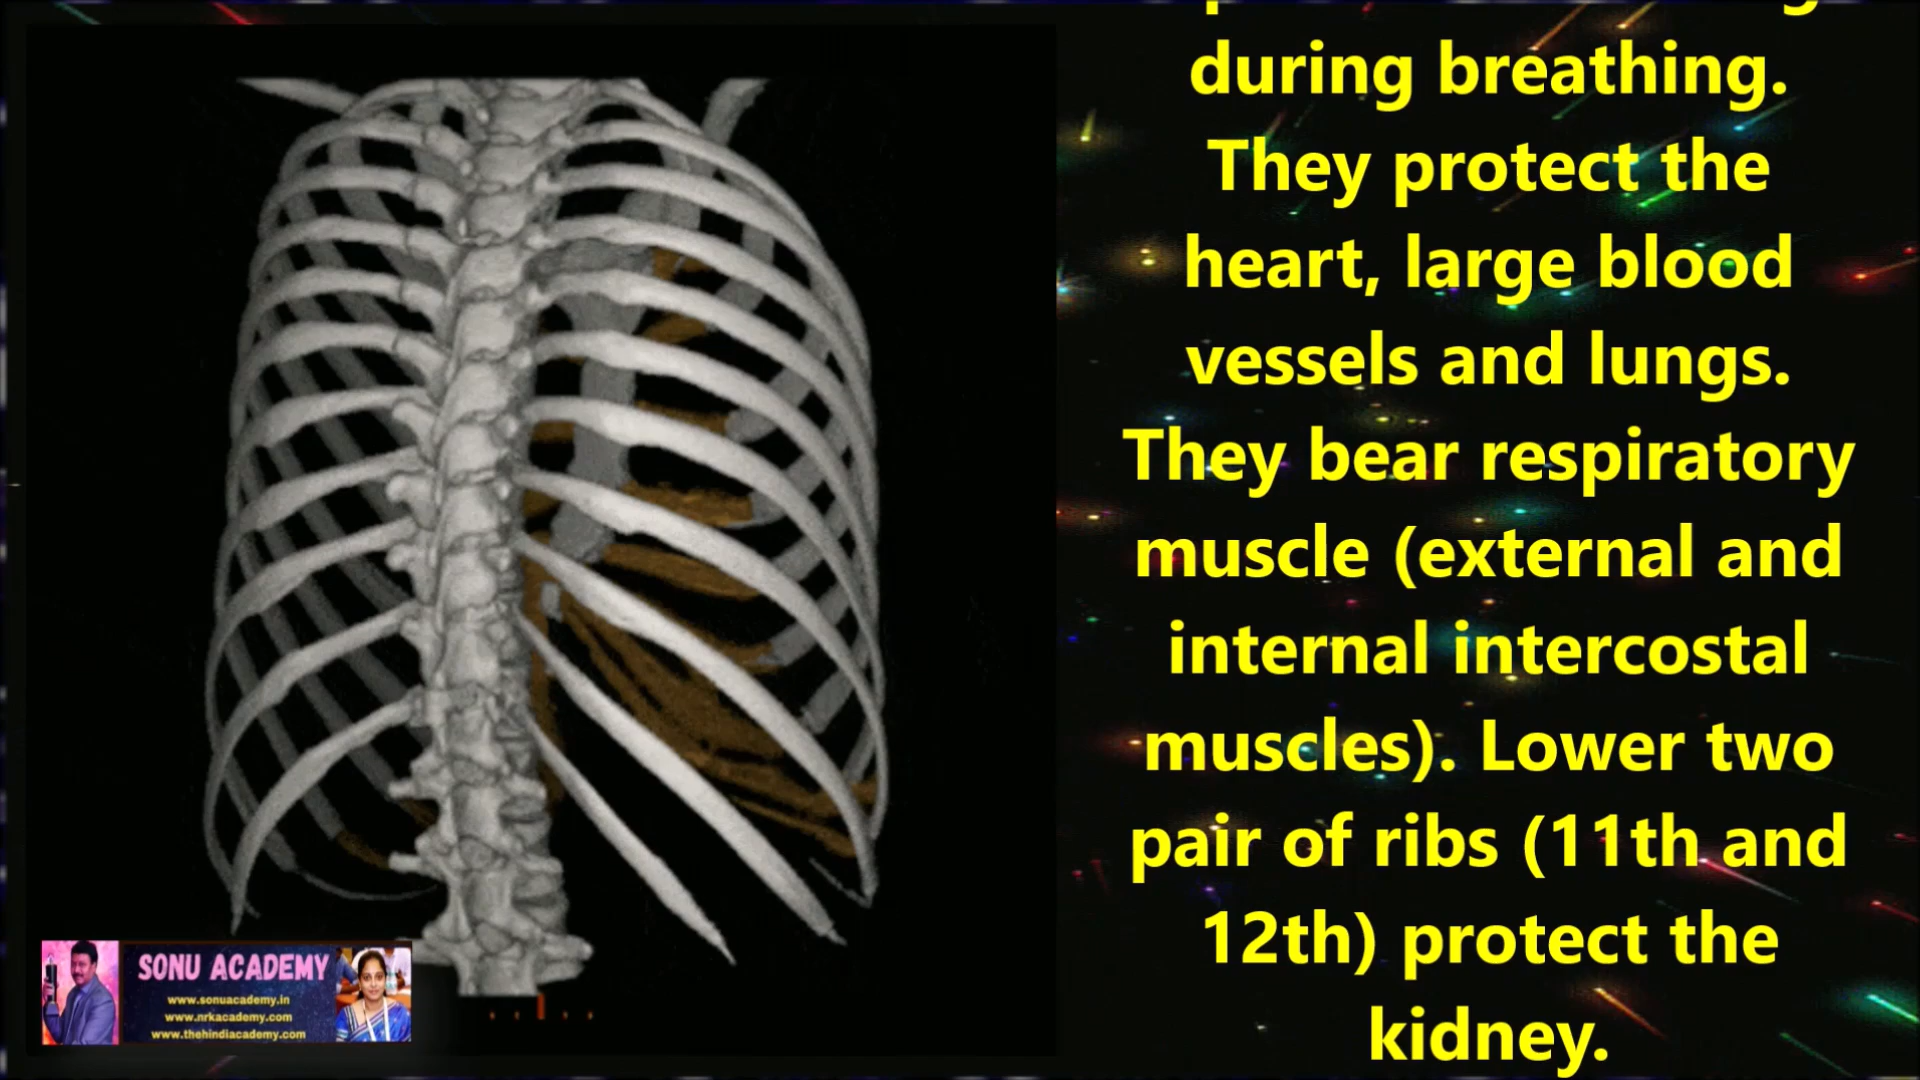 during breathing.
They protect the
heart, large blood
vessels and lungs.
They bear respiratory
muscle (external and
internal intercostal
muscles). Lower two
pair of ribs (11th and
12th) protect the
kidney.
SONU ACADEMY
www.sonuacademy.in
www.nrkacademy.com
www.thehindiacademy.com